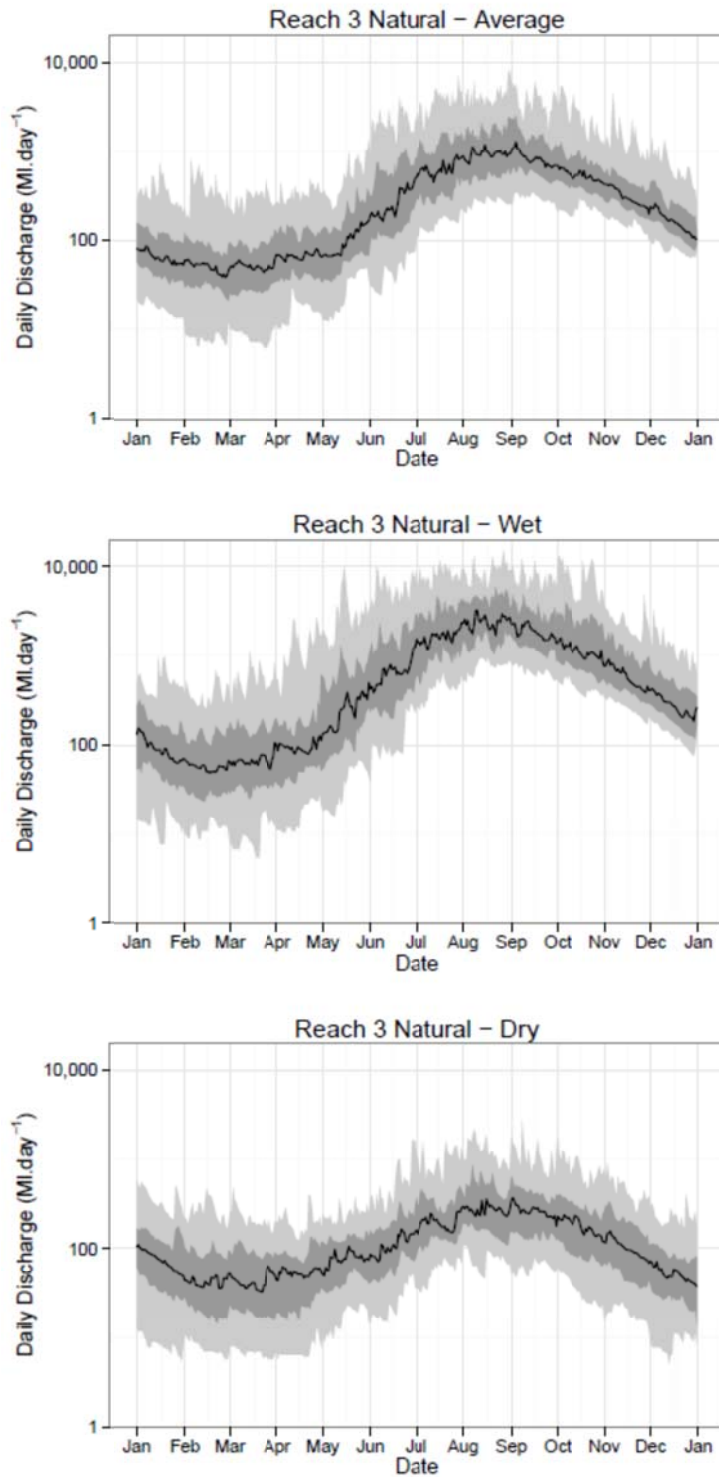 Reach 3 Natural − Average
Daily Discharge (Ml.day⁻¹)
10,000
100
1
Jan Feb Mar Apr May Jun Jul Aug Sep Oct Nov Dec Jan
Date
Reach 3 Natural − Wet
Daily Discharge (Ml.day⁻¹)
10,000
100
1
Jan Feb Mar Apr May Jun Jul Aug Sep Oct Nov Dec Jan
Date
Reach 3 Natural − Dry
Daily Discharge (Ml.day⁻¹)
10,000
100
1
Jan Feb Mar Apr May Jun Jul Aug Sep Oct Nov Dec Jan
Date